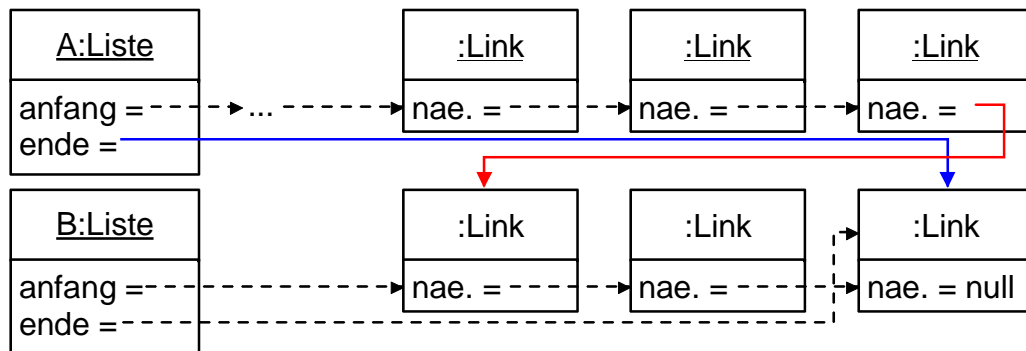 A:Liste
anfang =
ende =
...
:Link
nae. =
:Link
nae. =
:Link
nae. =
B:Liste
anfang =
ende =
:Link
nae. =
:Link
nae. =
:Link
nae. = null